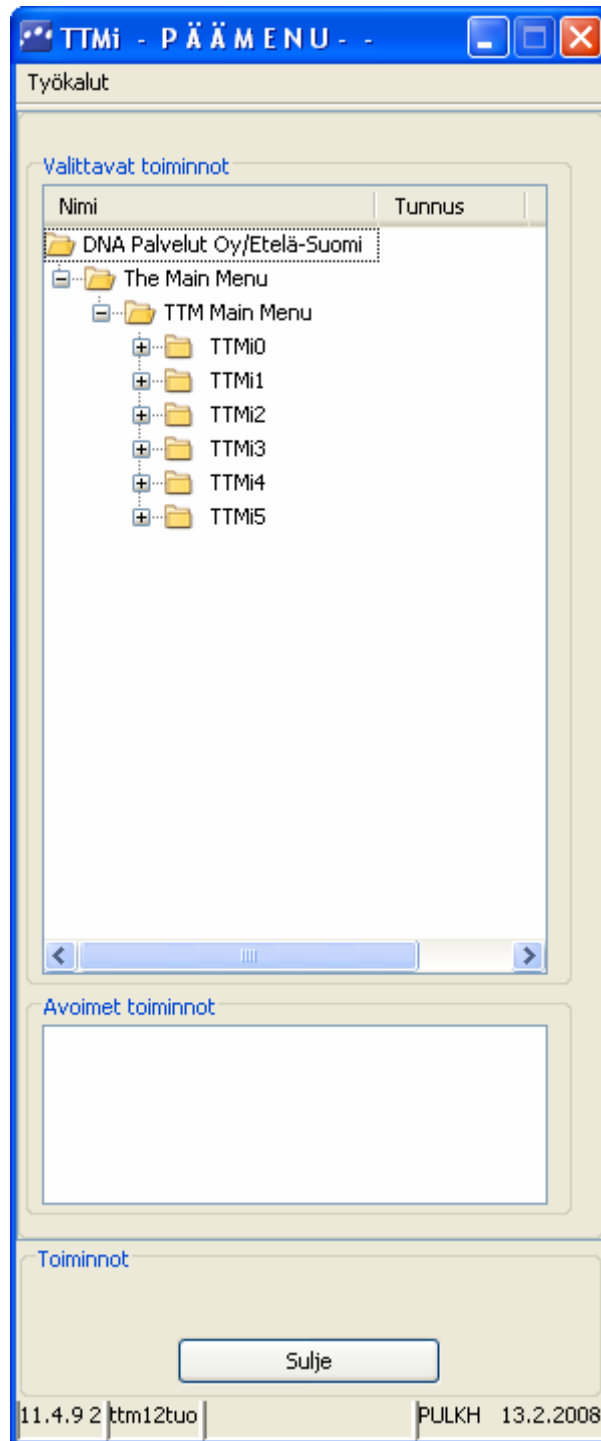 TTMi - P Ä Ä M E N U - -
Työkalut
Valittavat toiminnot
Nimi Tunnus
DNA Palvelut Oy/Etelä-Suomi
The Main Menu
TTM Main Menu
TTMi0
TTMi1
TTMi2
TTMi3
TTMi4
TTMi5
Avoimet toiminnot
Toiminnot
Sulje
11.4.9 2 ttm12tuo PULKH 13.2.2008